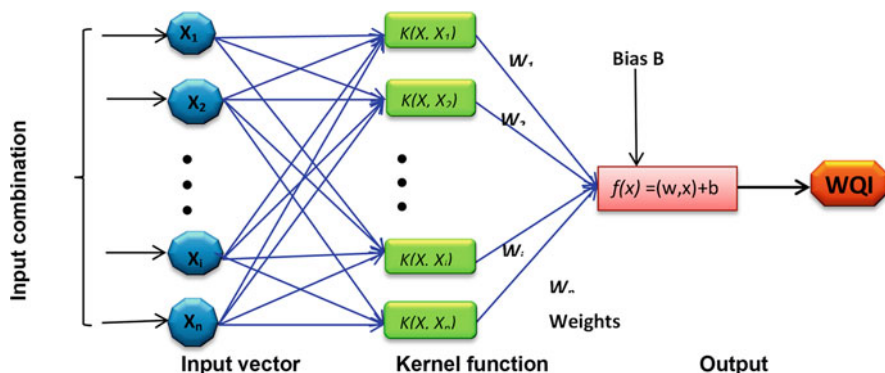 Input combination
X1
X2
Xi
Xn
K(X, X1)
K(X, X2)
K(X, Xi)
K(X, Xn)
W1
W2
Wi
Wn
Weights
Bias B
f(x) =(w,x)+b
WQI
Input vector
Kernel function
Output